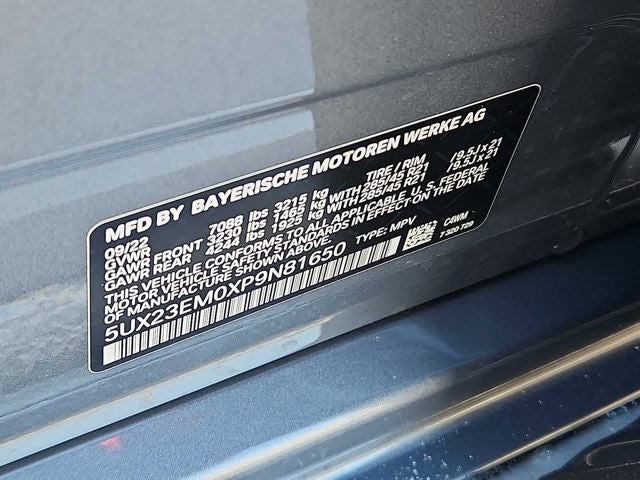 MFD BY BAYERISCHE MOTOREN WERKE AG
09/22 TIRE / RIM
GVWR 7088 lbs 3215 kg
GAWR FRONT 3230 lbs 1465 kg WITH 285/45 R21 / 9.5J x 21
GAWR REAR 4244 lbs 1925 kg WITH 285/45 R21 / 9.5J x 21
THIS VEHICLE CONFORMS TO ALL APPLICABLE U.S. FEDERAL
MOTOR VEHICLE SAFETY STANDARDS IN EFFECT ON THE DATE
OF MANUFACTURE SHOWN ABOVE. TYPE: MPV
5UX23EM0XP9N81650
C4WM
7 320 729